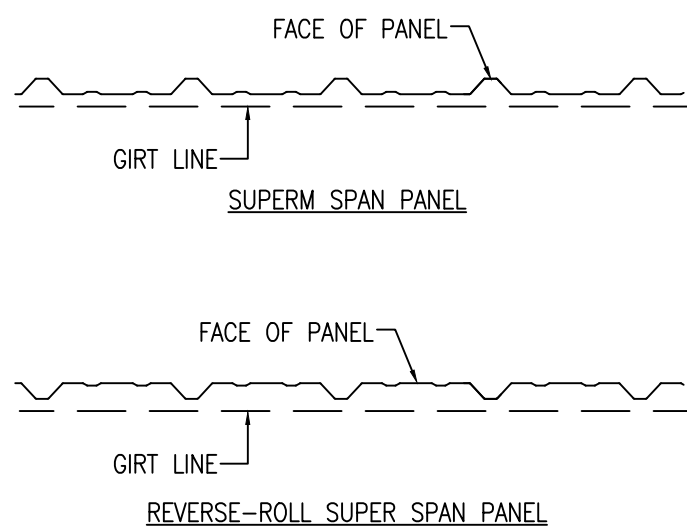 FACE OF PANEL
GIRT LINE
SUPERM SPAN PANEL
FACE OF PANEL
GIRT LINE
REVERSE-ROLL SUPER SPAN PANEL